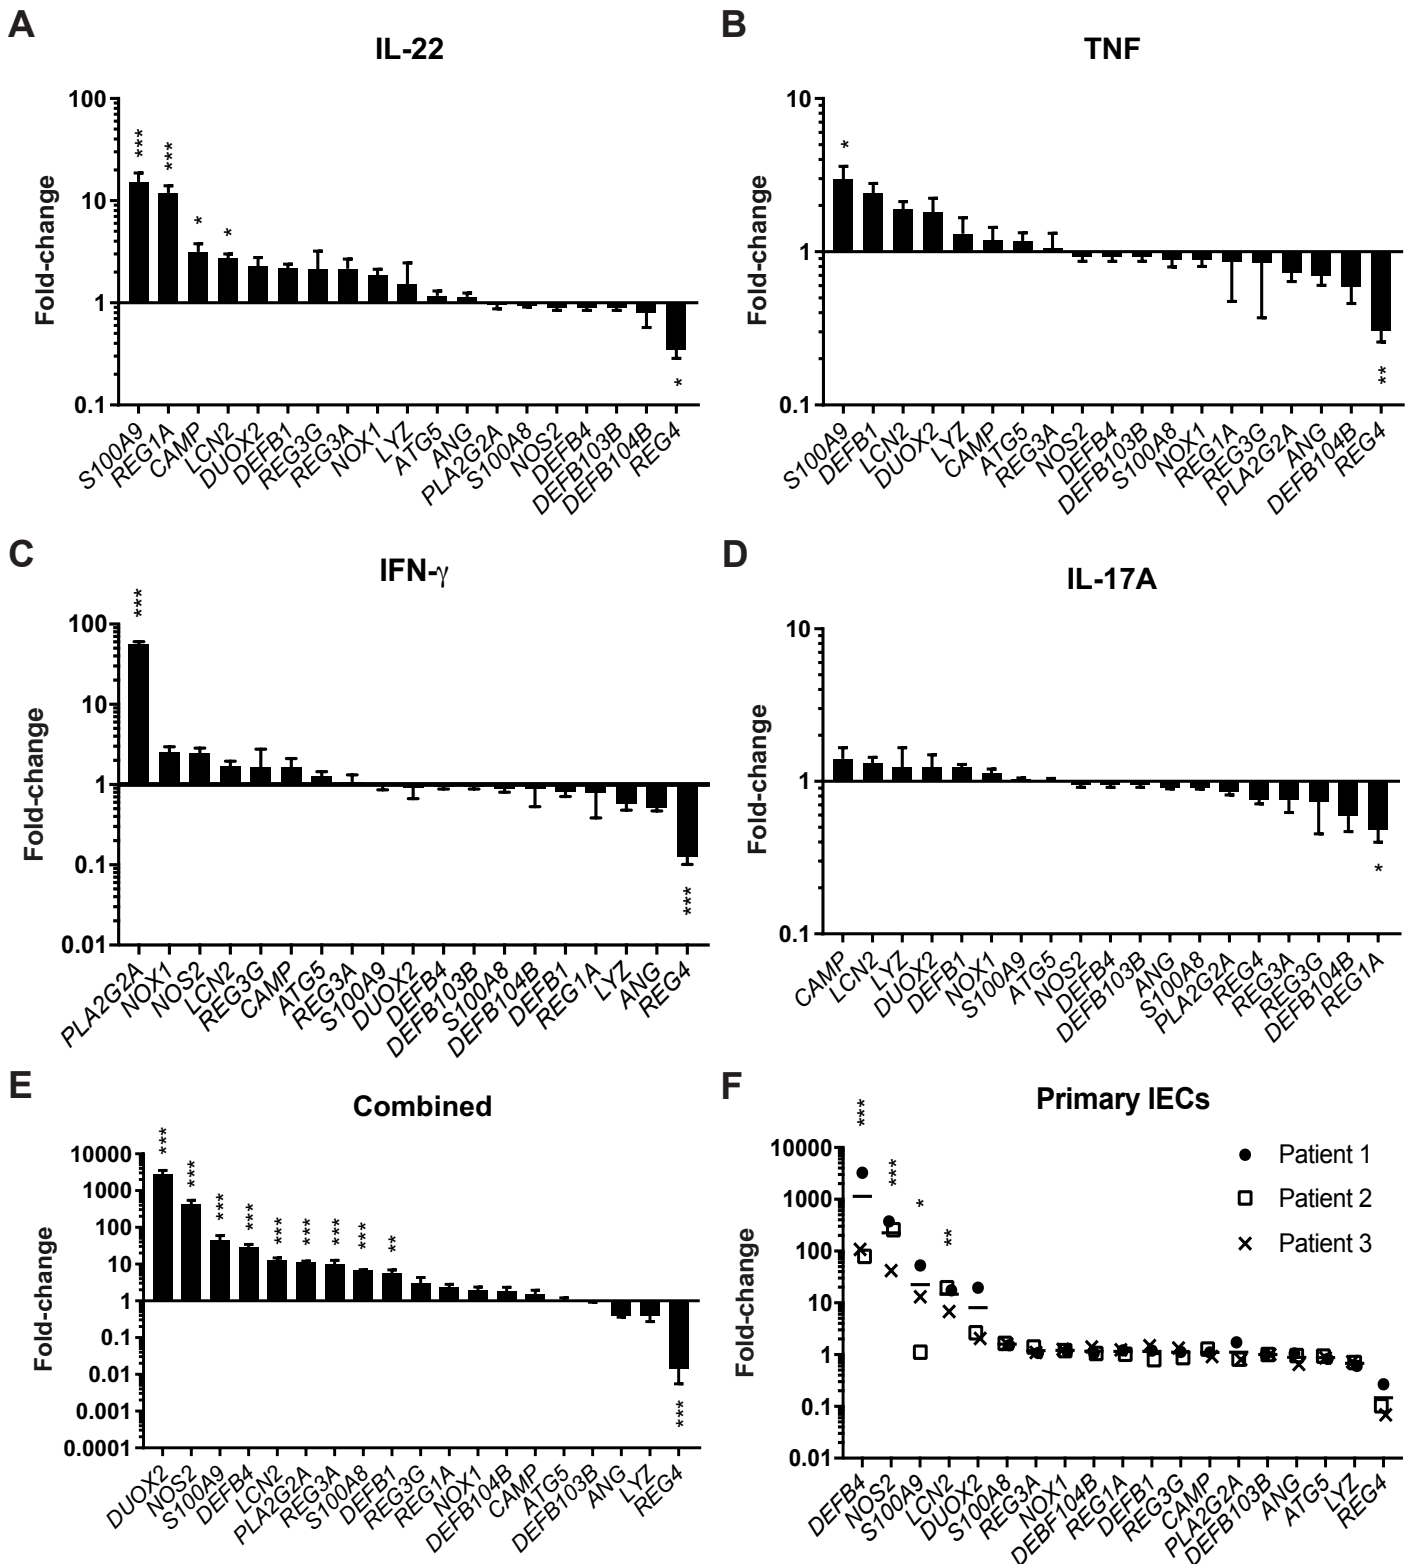 A
IL-22
Fold-change
100
10
1
0.1
***
***
*
*
*
S100A9
REG1A
CAMP
LCN2
DUOX2
DEFB1
REG3G
REG3A
NOX1
LYZ
ATG5
ANG
PLA2G2A
S100A8
NOS2
DEFB4
DEFB103B
DEFB104B
REG4
B
TNF
Fold-change
10
1
0.1
*
**
S100A9
DEFB1
LCN2
DUOX2
LYZ
CAMP
ATG5
REG3A
NOS2
DEFB4
DEFB103B
S100A8
NOX1
REG1A
REG3G
PLA2G2A
ANG
DEFB104B
REG4
C
IFN-γ
Fold-change
100
10
1
0.1
0.01
***
***
PLA2G2A
NOX1
NOS2
LCN2
REG3G
CAMP
ATG5
REG3A
S100A9
DUOX2
DEFB4
DEFB103B
S100A8
DEFB104B
DEFB1
REG1A
LYZ
ANG
REG4
D
IL-17A
Fold-change
10
1
0.1
*
CAMP
LCN2
LYZ
DUOX2
DEFB1
NOX1
S100A9
ATG5
NOS2
DEFB4
DEFB103B
ANG
S100A8
PLA2G2A
REG4
REG3A
REG3G
DEFB104B
REG1A
E
Combined
Fold-change
10000
1000
100
10
1
0.1
0.01
0.001
0.0001
***
***
***
***
***
***
***
***
**
***
DUOX2
NOS2
S100A9
DEFB4
LCN2
PLA2G2A
REG3A
S100A8
DEFB1
REG3G
REG1A
NOX1
DEFB104B
CAMP
ATG5
DEFB103B
ANG
LYZ
REG4
F
Primary IECs
Fold-change
10000
1000
100
10
1
0.1
0.01
***
***
*
**
Patient 1
Patient 2
Patient 3
DEFB4
NOS2
S100A9
LCN2
DUOX2
S100A8
REG3A
NOX1
DEBF104B
REG1A
DEFB1
REG3G
CAMP
PLA2G2A
DEFB103B
ANG
ATG5
LYZ
REG4